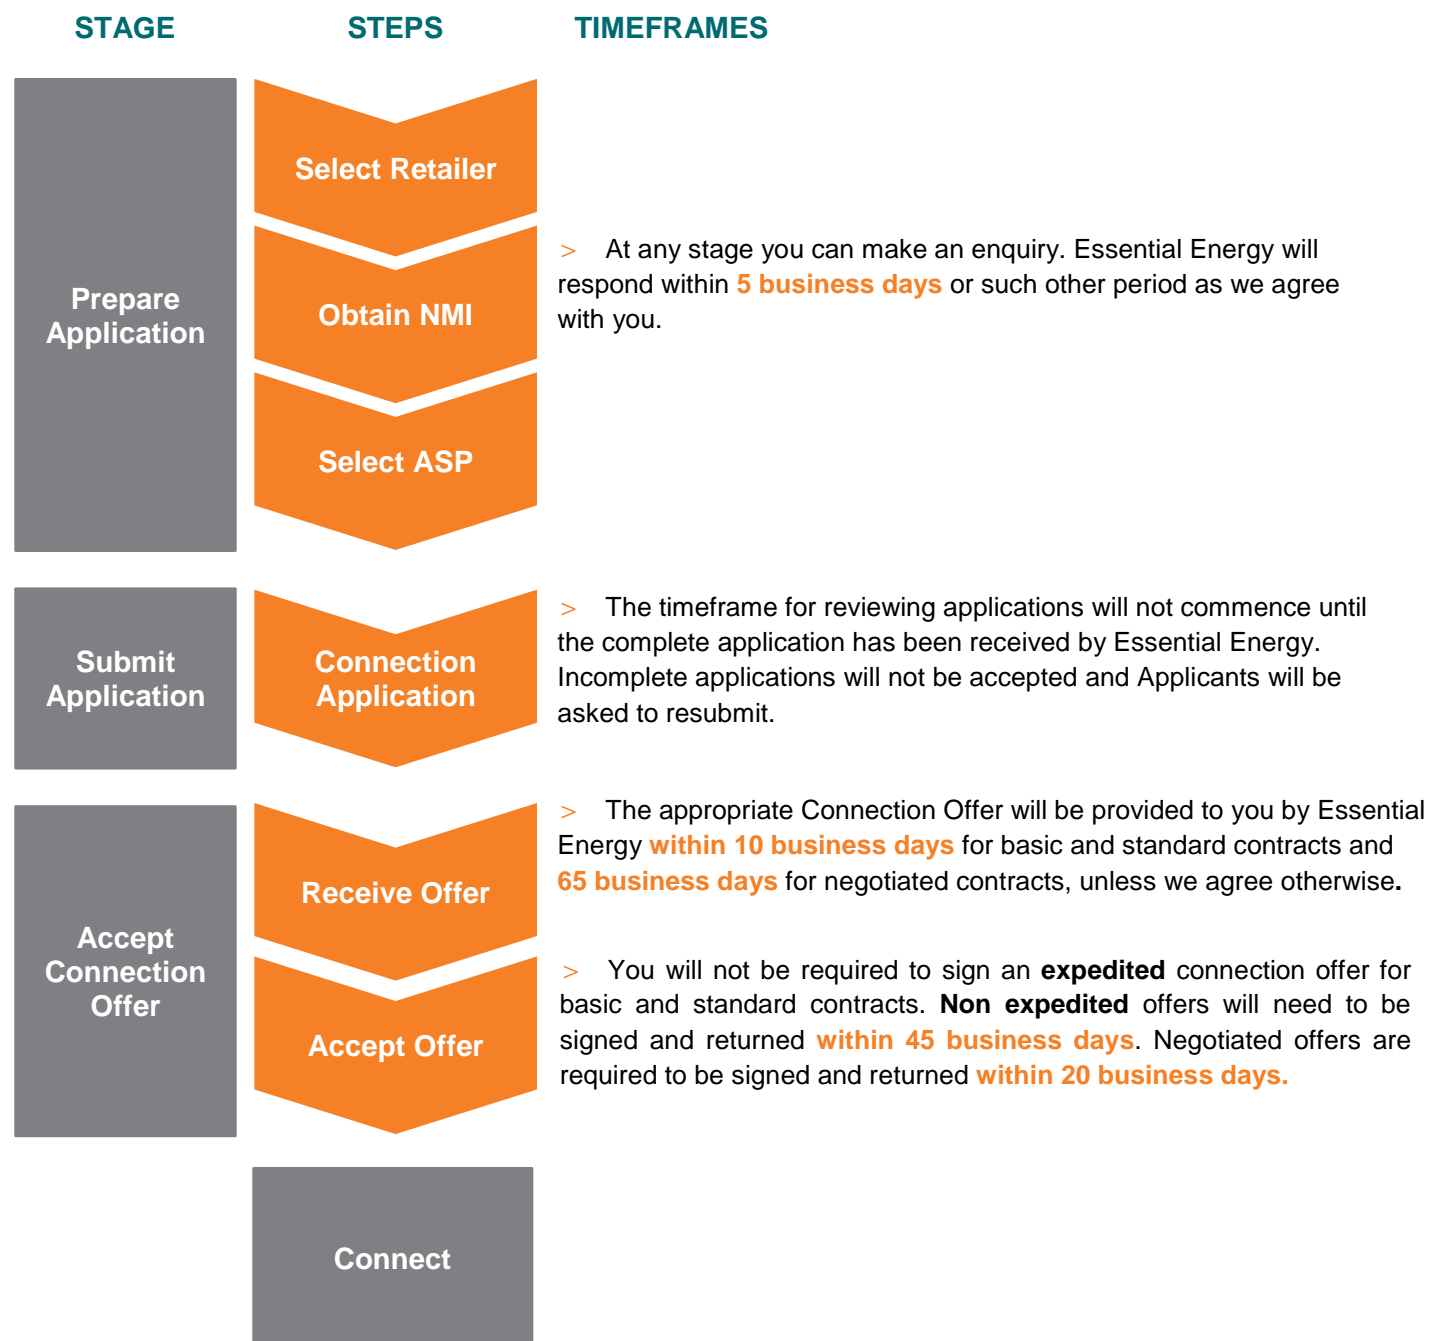 STAGE STEPS TIMEFRAMES
Prepare
Application
Select Retailer
Obtain NMI
Select ASP
> At any stage you can make an enquiry. Essential Energy will
respond within 5 business days or such other period as we agree
with you.
Submit
Application
Connection
Application
> The timeframe for reviewing applications will not commence until
the complete application has been received by Essential Energy.
Incomplete applications will not be accepted and Applicants will be
asked to resubmit.
Accept
Connection
Offer
Receive Offer
> The appropriate Connection Offer will be provided to you by Essential
Energy within 10 business days for basic and standard contracts and
65 business days for negotiated contracts, unless we agree otherwise.
Accept Offer
> You will not be required to sign an expedited connection offer for
basic and standard contracts. Non expedited offers will need to be
signed and returned within 45 business days. Negotiated offers are
required to be signed and returned within 20 business days.
Connect